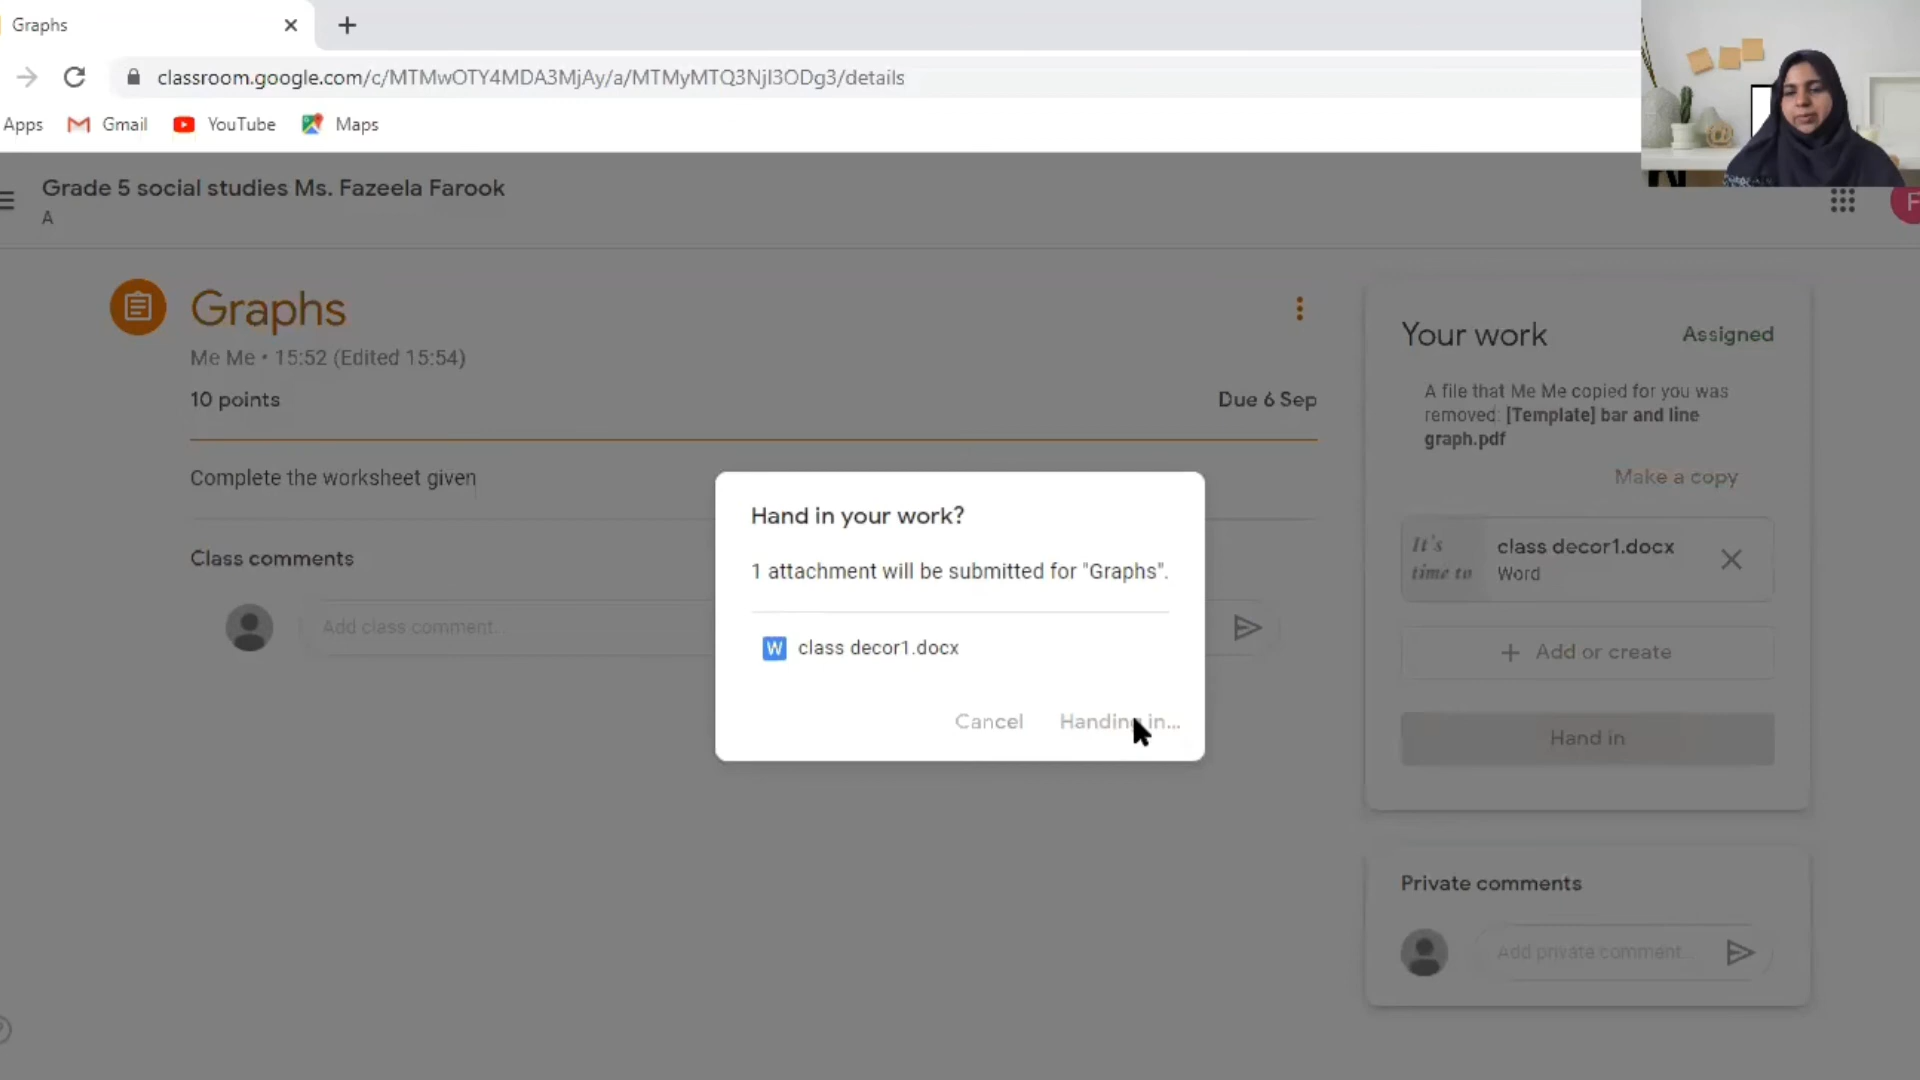 Graphs
classroom.google.com/c/MTMwOTY4MDA3MjAy/a/MTMyMTQ3NjI3ODg3/details
Apps
Gmail
YouTube
Maps
Grade 5 social studies Ms. Fazeela Farook
A
F
Graphs
Me Me • 15:52 (Edited 15:54)
10 points
Due 6 Sep
Complete the worksheet given
Class comments
Add class comment.
Your work
Assigned
A file that Me Me copied for you was
removed: [Template] bar and line
graph.pdf
Make a copy
It's
time to
class decor1.docx
Word
+ Add or create
Hand in
Private comments
Add private comment...
Hand in your work?
1 attachment will be submitted for "Graphs".
W class decor1.docx
Cancel
Handing in...